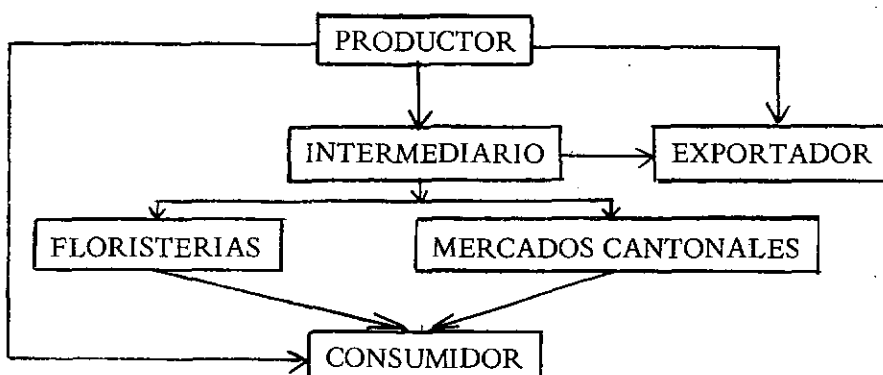 PRODUCTOR
INTERMEDIARIO
EXPORTADOR
FLORISTERIAS
MERCADOS CANTONALES
CONSUMIDOR